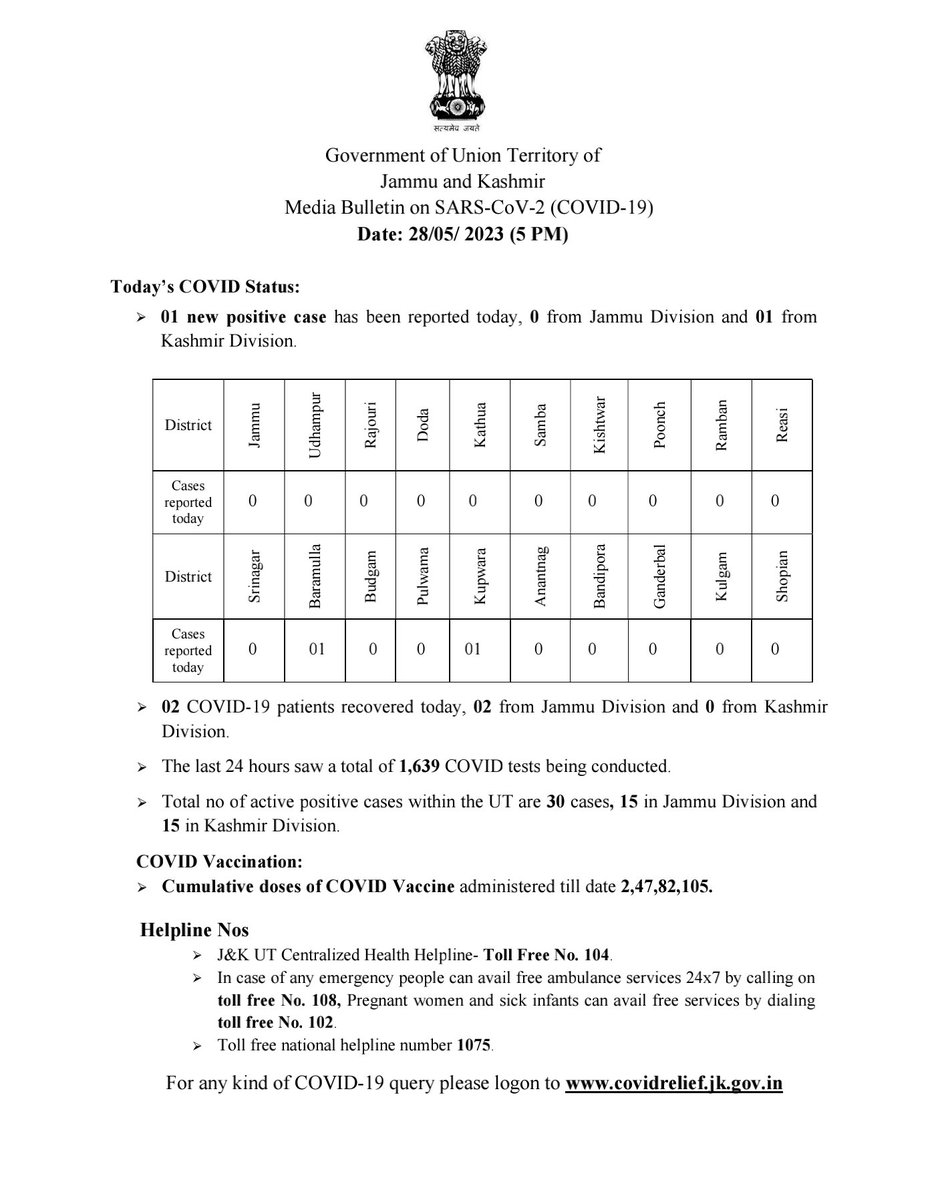 सत्यमेव जयते
Government of Union Territory of
Jammu and Kashmir
Media Bulletin on SARS-CoV-2 (COVID-19)
Date: 28/05/ 2023 (5 PM)
Today’s COVID Status:
➢ 01 new positive case has been reported today, 0 from Jammu Division and 01 from
Kashmir Division.
District Jammu Udhampur Rajouri Doda Kathua Samba Kishtwar Poonch Ramban Reasi
Cases
reported
today
0 0 0 0 0 0 0 0 0 0
District Srinagar Baramulla Budgam Pulwama Kupwara Anantnag Bandipora Ganderbal Kulgam Shopian
Cases
reported
today
0 01 0 0 01 0 0 0 0 0
➢ 02 COVID-19 patients recovered today, 02 from Jammu Division and 0 from Kashmir
Division.
➢ The last 24 hours saw a total of 1,639 COVID tests being conducted.
➢ Total no of active positive cases within the UT are 30 cases, 15 in Jammu Division and
15 in Kashmir Division.
COVID Vaccination:
➢ Cumulative doses of COVID Vaccine administered till date 2,47,82,105.
Helpline Nos
➢ J&K UT Centralized Health Helpline- Toll Free No. 104.
➢ In case of any emergency people can avail free ambulance services 24x7 by calling on
toll free No. 108, Pregnant women and sick infants can avail free services by dialing
toll free No. 102.
➢ Toll free national helpline number 1075.
For any kind of COVID-19 query please logon to www.covidrelief.jk.gov.in